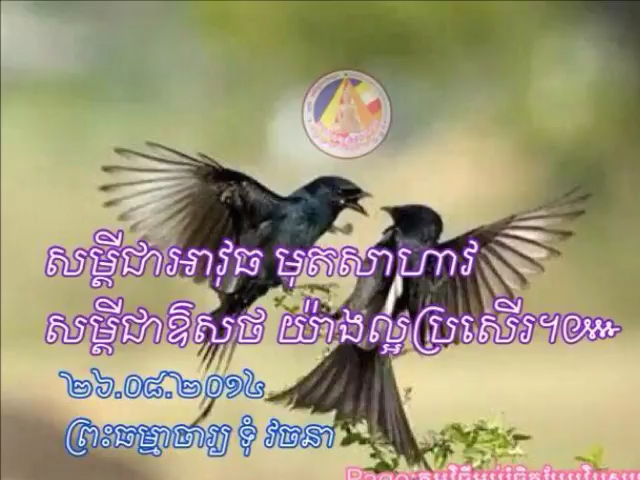 សម្ដីជាអាវុធ មុតសាហាវ
សម្ដីជាឱសថ យ៉ាងល្អប្រសើរ។៚
២៦.០៨.២០១៤
ព្រះធម្មាចារ្យ ទុំ វចនា